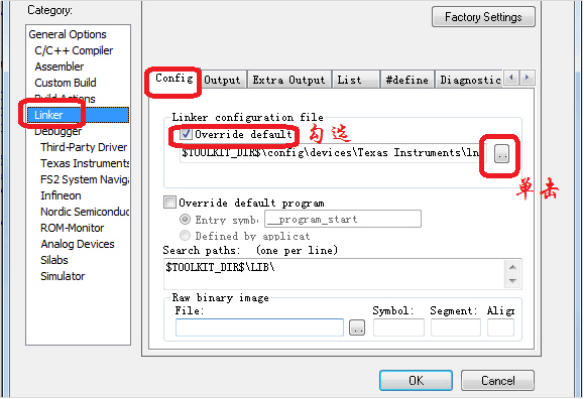 Category:
Factory Settings
General Options
C/C++ Compiler
Assembler
Custom Build
Build Actions
Linker
Debugger
Third-Party Driver
Texas Instruments
FS2 System Naviga
Infineon
Nordic Semiconduc
ROM-Monitor
Analog Devices
Silabs
Simulator
Config Output Extra Output List #define Diagnostic
Linker configuration file
Override default 勾选
$TOOLKIT_DIR$\config\devices\Texas Instruments\ln ..
单击
Override default program
Entry symb. __program_start
Defined by applicat
Search paths: (one per line)
$TOOLKIT_DIR$\LIB\
Raw binary image
File: Symbol: Segment: Align
...
OK Cancel